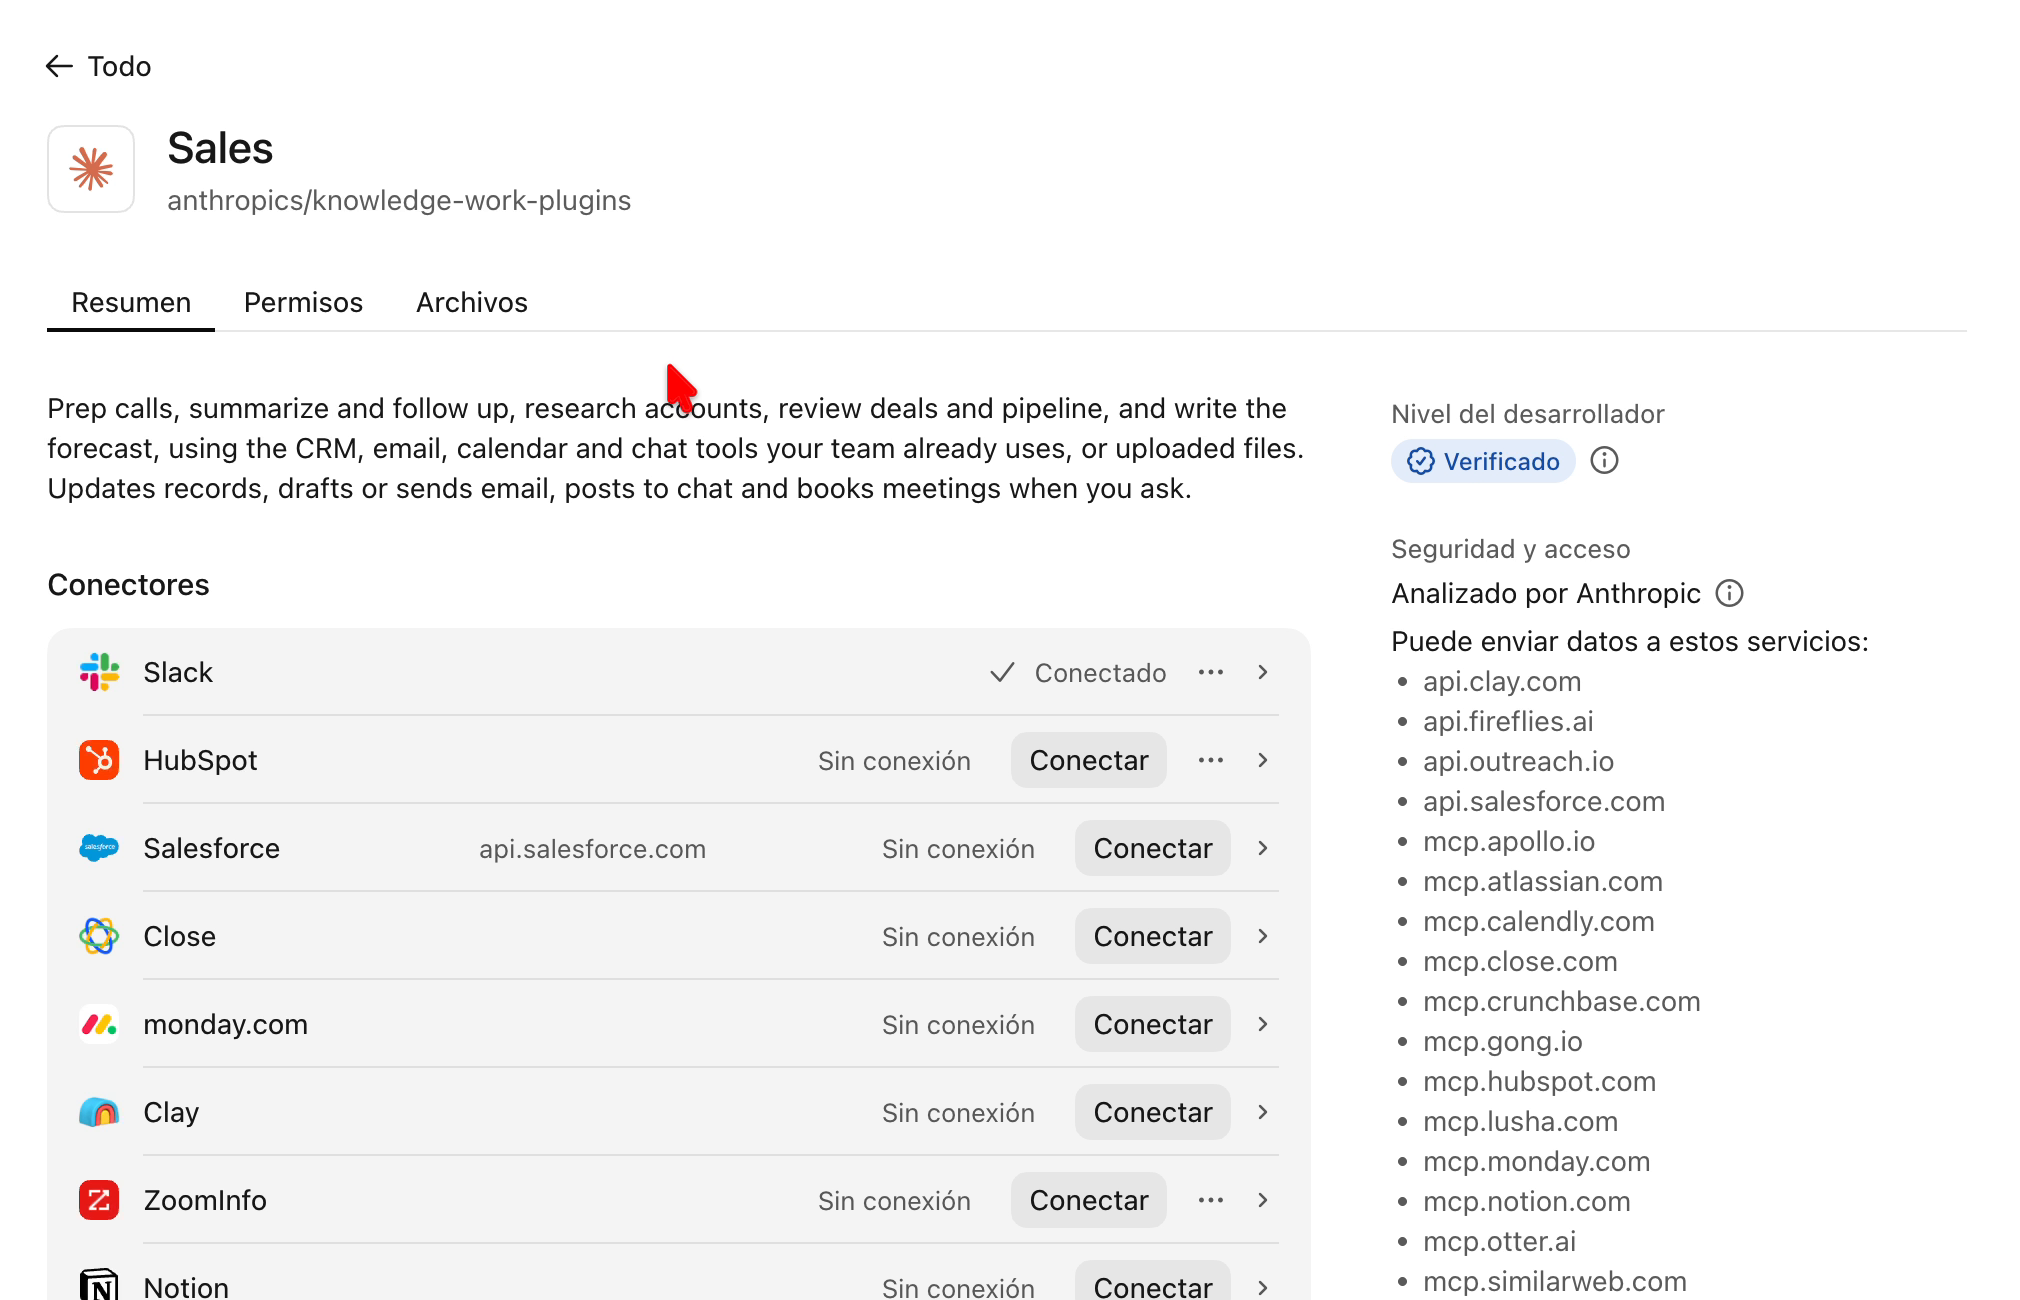 Todo
Sales
anthropics/knowledge-work-plugins
Resumen Permisos Archivos
Prep calls, summarize and follow up, research accounts, review deals and pipeline, and write the
forecast, using the CRM, email, calendar and chat tools your team already uses, or uploaded files.
Updates records, drafts or sends email, posts to chat and books meetings when you ask.
Conectores
Slack Conectado
HubSpot Sin conexión Conectar
salesforce
Salesforce api.salesforce.com Sin conexión Conectar
Close Sin conexión Conectar
monday.com Sin conexión Conectar
Clay Sin conexión Conectar
ZoomInfo Sin conexión Conectar
Notion Sin conexión Conectar
Nivel del desarrollador
Verificado
Seguridad y acceso
Analizado por Anthropic
Puede enviar datos a estos servicios:
• api.clay.com
• api.fireflies.ai
• api.outreach.io
• api.salesforce.com
• mcp.apollo.io
• mcp.atlassian.com
• mcp.calendly.com
• mcp.close.com
• mcp.crunchbase.com
• mcp.gong.io
• mcp.hubspot.com
• mcp.lusha.com
• mcp.monday.com
• mcp.notion.com
• mcp.otter.ai
• mcp.similarweb.com